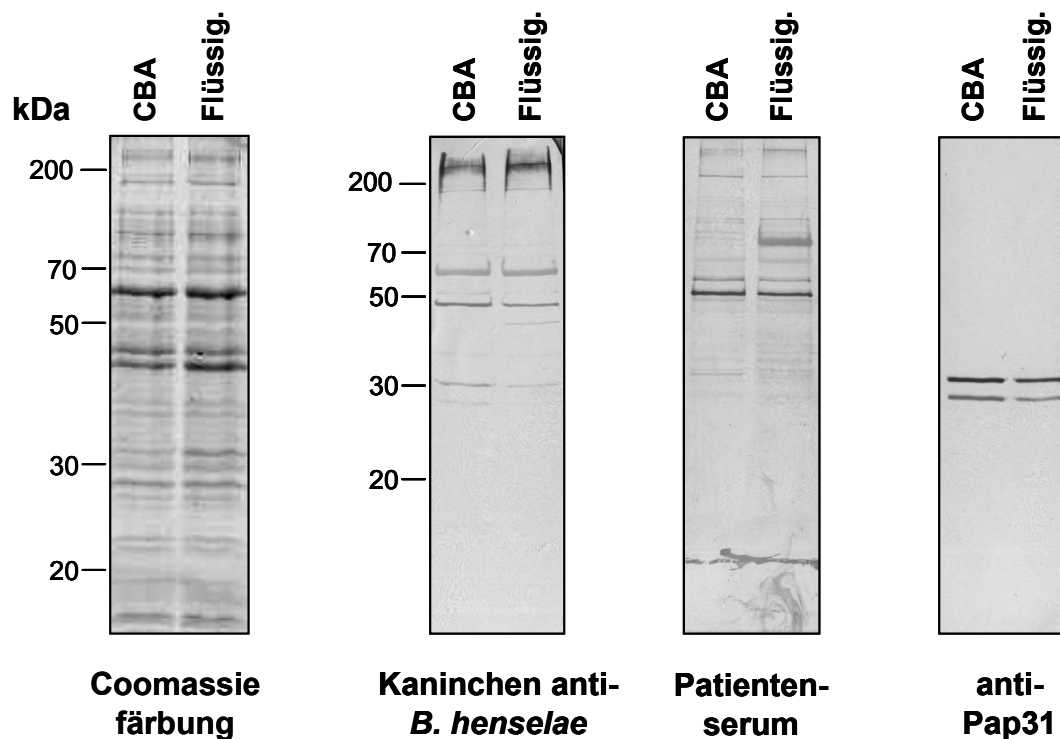 kDa
CBA
Flüssig.
CBA
Flüssig.
CBA
Flüssig.
CBA
Flüssig.
200
70
50
30
20
200
70
50
30
20
Coomassie
färbung
Kaninchen anti-
B. henselae
Patienten-
serum
anti-
Pap31